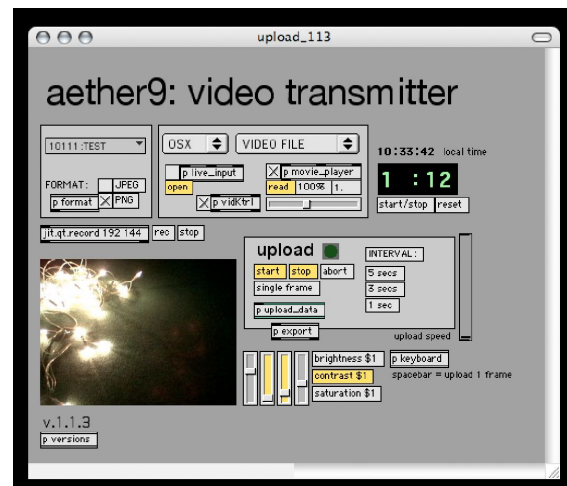 upload_113
aether9: video transmitter
10111 :TEST
OSX
VIDEO FILE
10:33:42 local time
p live_input
p movie_player
open
read 100% 1.
1 :12
FORMAT: JPEG
p format PNG
p vidKtrl
start/stop reset
jit.qt.record 192 144 rec stop
upload
INTERVAL:
start stop abort
5 secs
single frame
3 secs
p upload_data
1 sec
p export
upload speed
brightness $1
p keyboard
contrast $1
spacebar = upload 1 frame
saturation $1
v.1.1.3
p versions